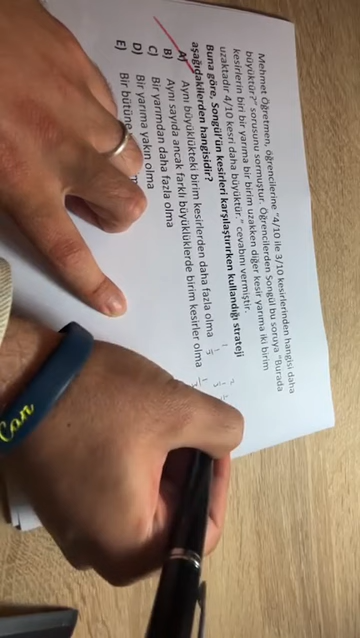 Mehmet Öğretmen, öğrencilerine "4/10 ile 3/10 kesirlerinden hangisi daha
büyüktür?" sorusunu sormuştur. Öğrencilerden Songül bu soruya "Burada
kesirlerin biri bir yarıma bir birim uzakken diğer kesir yarıma iki birim
uzaktadır 4/10 kesri daha büyüktür." cevabını vermiştir.
Buna göre, Songül'ün kesirleri karşılaştırırken kullandığı strateji
aşağıdakilerden hangisidir?
A) Aynı büyüklükteki birim kesirlerden daha fazla olma
B) Aynı sayıda ancak farklı büyüklüklerde birim kesirler olma
C) Bir yarımdan daha fazla olma
D) Bir yarıma yakın olma
E) Bir bütüne
Can